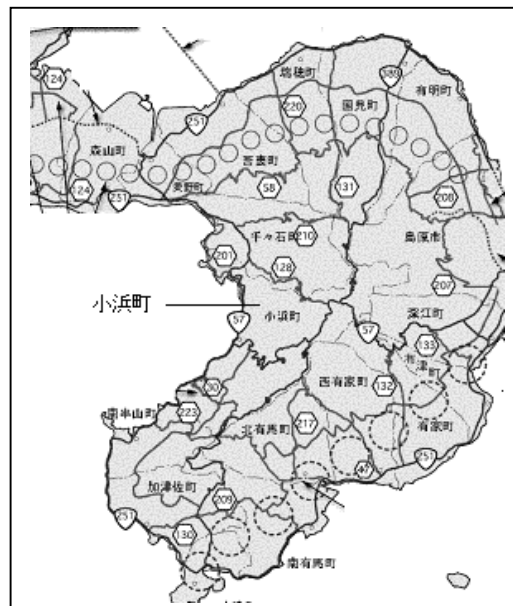 瑞穂町
389
有明町
124
国見町
220
251
森山町
吾妻町
愛野町
58
131
124
251
208
千々石町
210
島原市
201
128
207
小浜町
小浜町
深江町
57
57
133
布津町
西有家町
132
30
南串山町
223
北有馬町
217
有家町
251
47
加津佐町
209
251
130
南有馬町